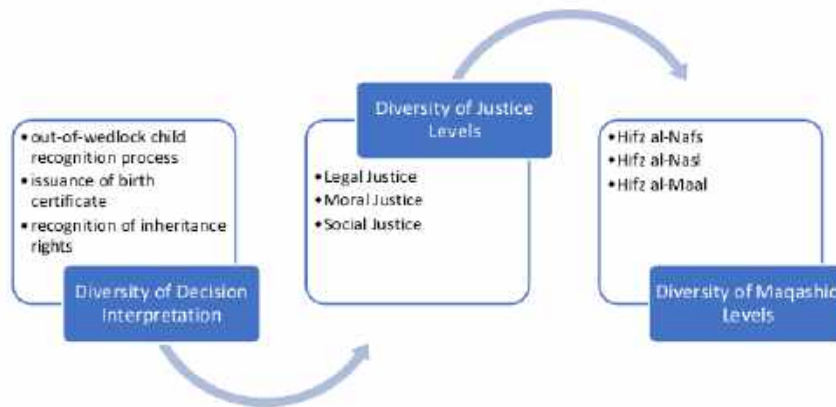 • out-of-wedlock child
recognition process
• issuance of birth
certificate
• recognition of inheritance
rights
Diversity of Decision
Interpretation
Diversity of Justice
Levels
• Legal Justice
• Moral Justice
• Social Justice
• Hifz al-Nafs
• Hifz al-Nasl
• Hifz al-Maal
Diversity of Maqashid
Levels